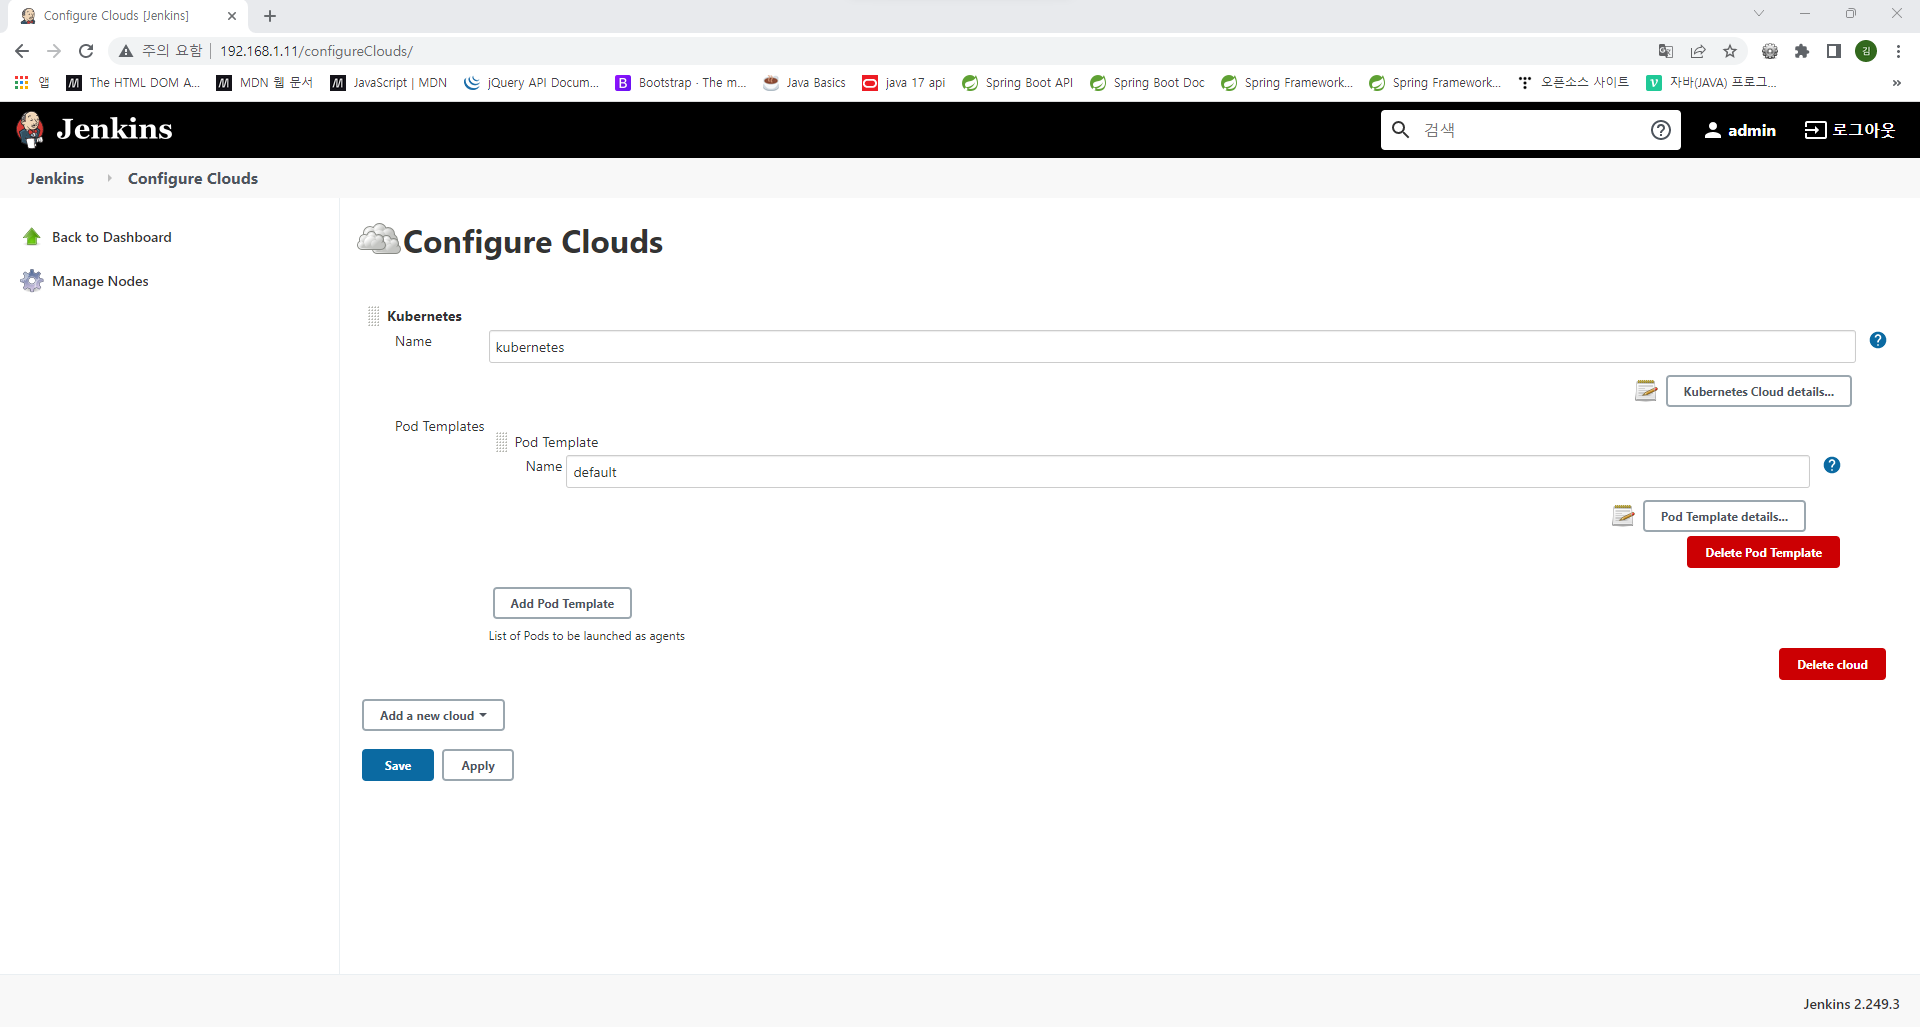 Configure Clouds [Jenkins]
주의 요함 192.168.1.11/configureClouds/
앱 The HTML DOM A... MDN 웹 문서 JavaScript | MDN jQuery API Docum... Bootstrap · The m... Java Basics java 17 api Spring Boot API Spring Boot Doc Spring Framework... Spring Framework... 오픈소스 사이트 자바(JAVA) 프로그... »
Jenkins 검색 admin 로그아웃
Jenkins Configure Clouds
Back to Dashboard
Manage Nodes
Configure Clouds
Kubernetes
Name kubernetes
Kubernetes Cloud details...
Pod Templates
Pod Template
Name default
Pod Template details...
Delete Pod Template
Add Pod Template
List of Pods to be launched as agents
Delete cloud
Add a new cloud
Save Apply
Jenkins 2.249.3